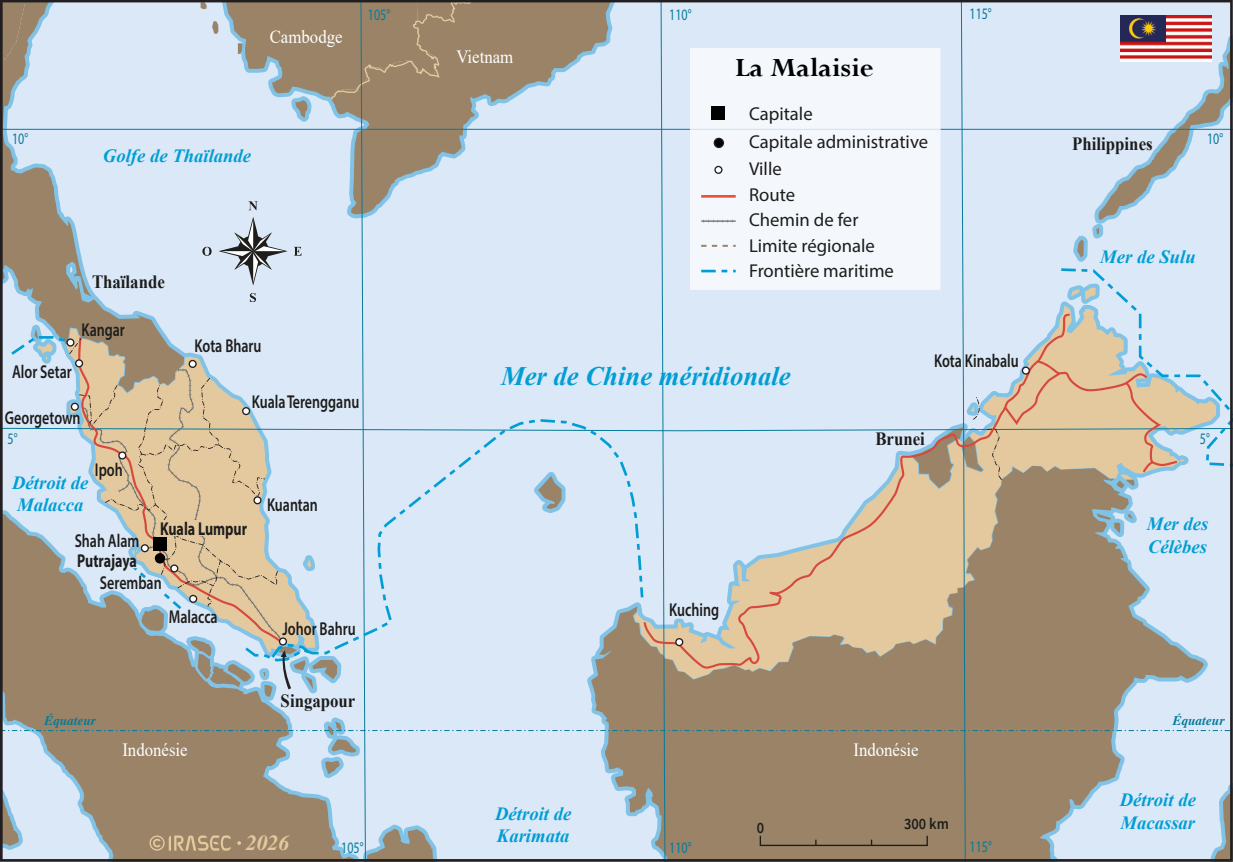 105°
110°
115°
Cambodge
Vietnam
La Malaisie
Capitale
Capitale administrative
Ville
Route
Chemin de fer
Limite régionale
Frontière maritime
10°
10°
Philippines
Golfe de Thaïlande
N
O
E
S
Mer de Sulu
Thaïlande
Kangar
Kota Bharu
Alor Setar
Kota Kinabalu
Mer de Chine méridionale
Kuala Terengganu
Georgetown
5°
Brunei
5°
Ipoh
Détroit de
Malacca
Kuantan
Kuala Lumpur
Shah Alam
Putrajaya
Seremban
Mer des
Célèbes
Malacca
Kuching
Johor Bahru
Singapour
Équateur
Équateur
Indonésie
Indonésie
Détroit de
Karimata
Détroit de
Macassar
0
300 km
©IRASEC · 2026
105°
110°
115°